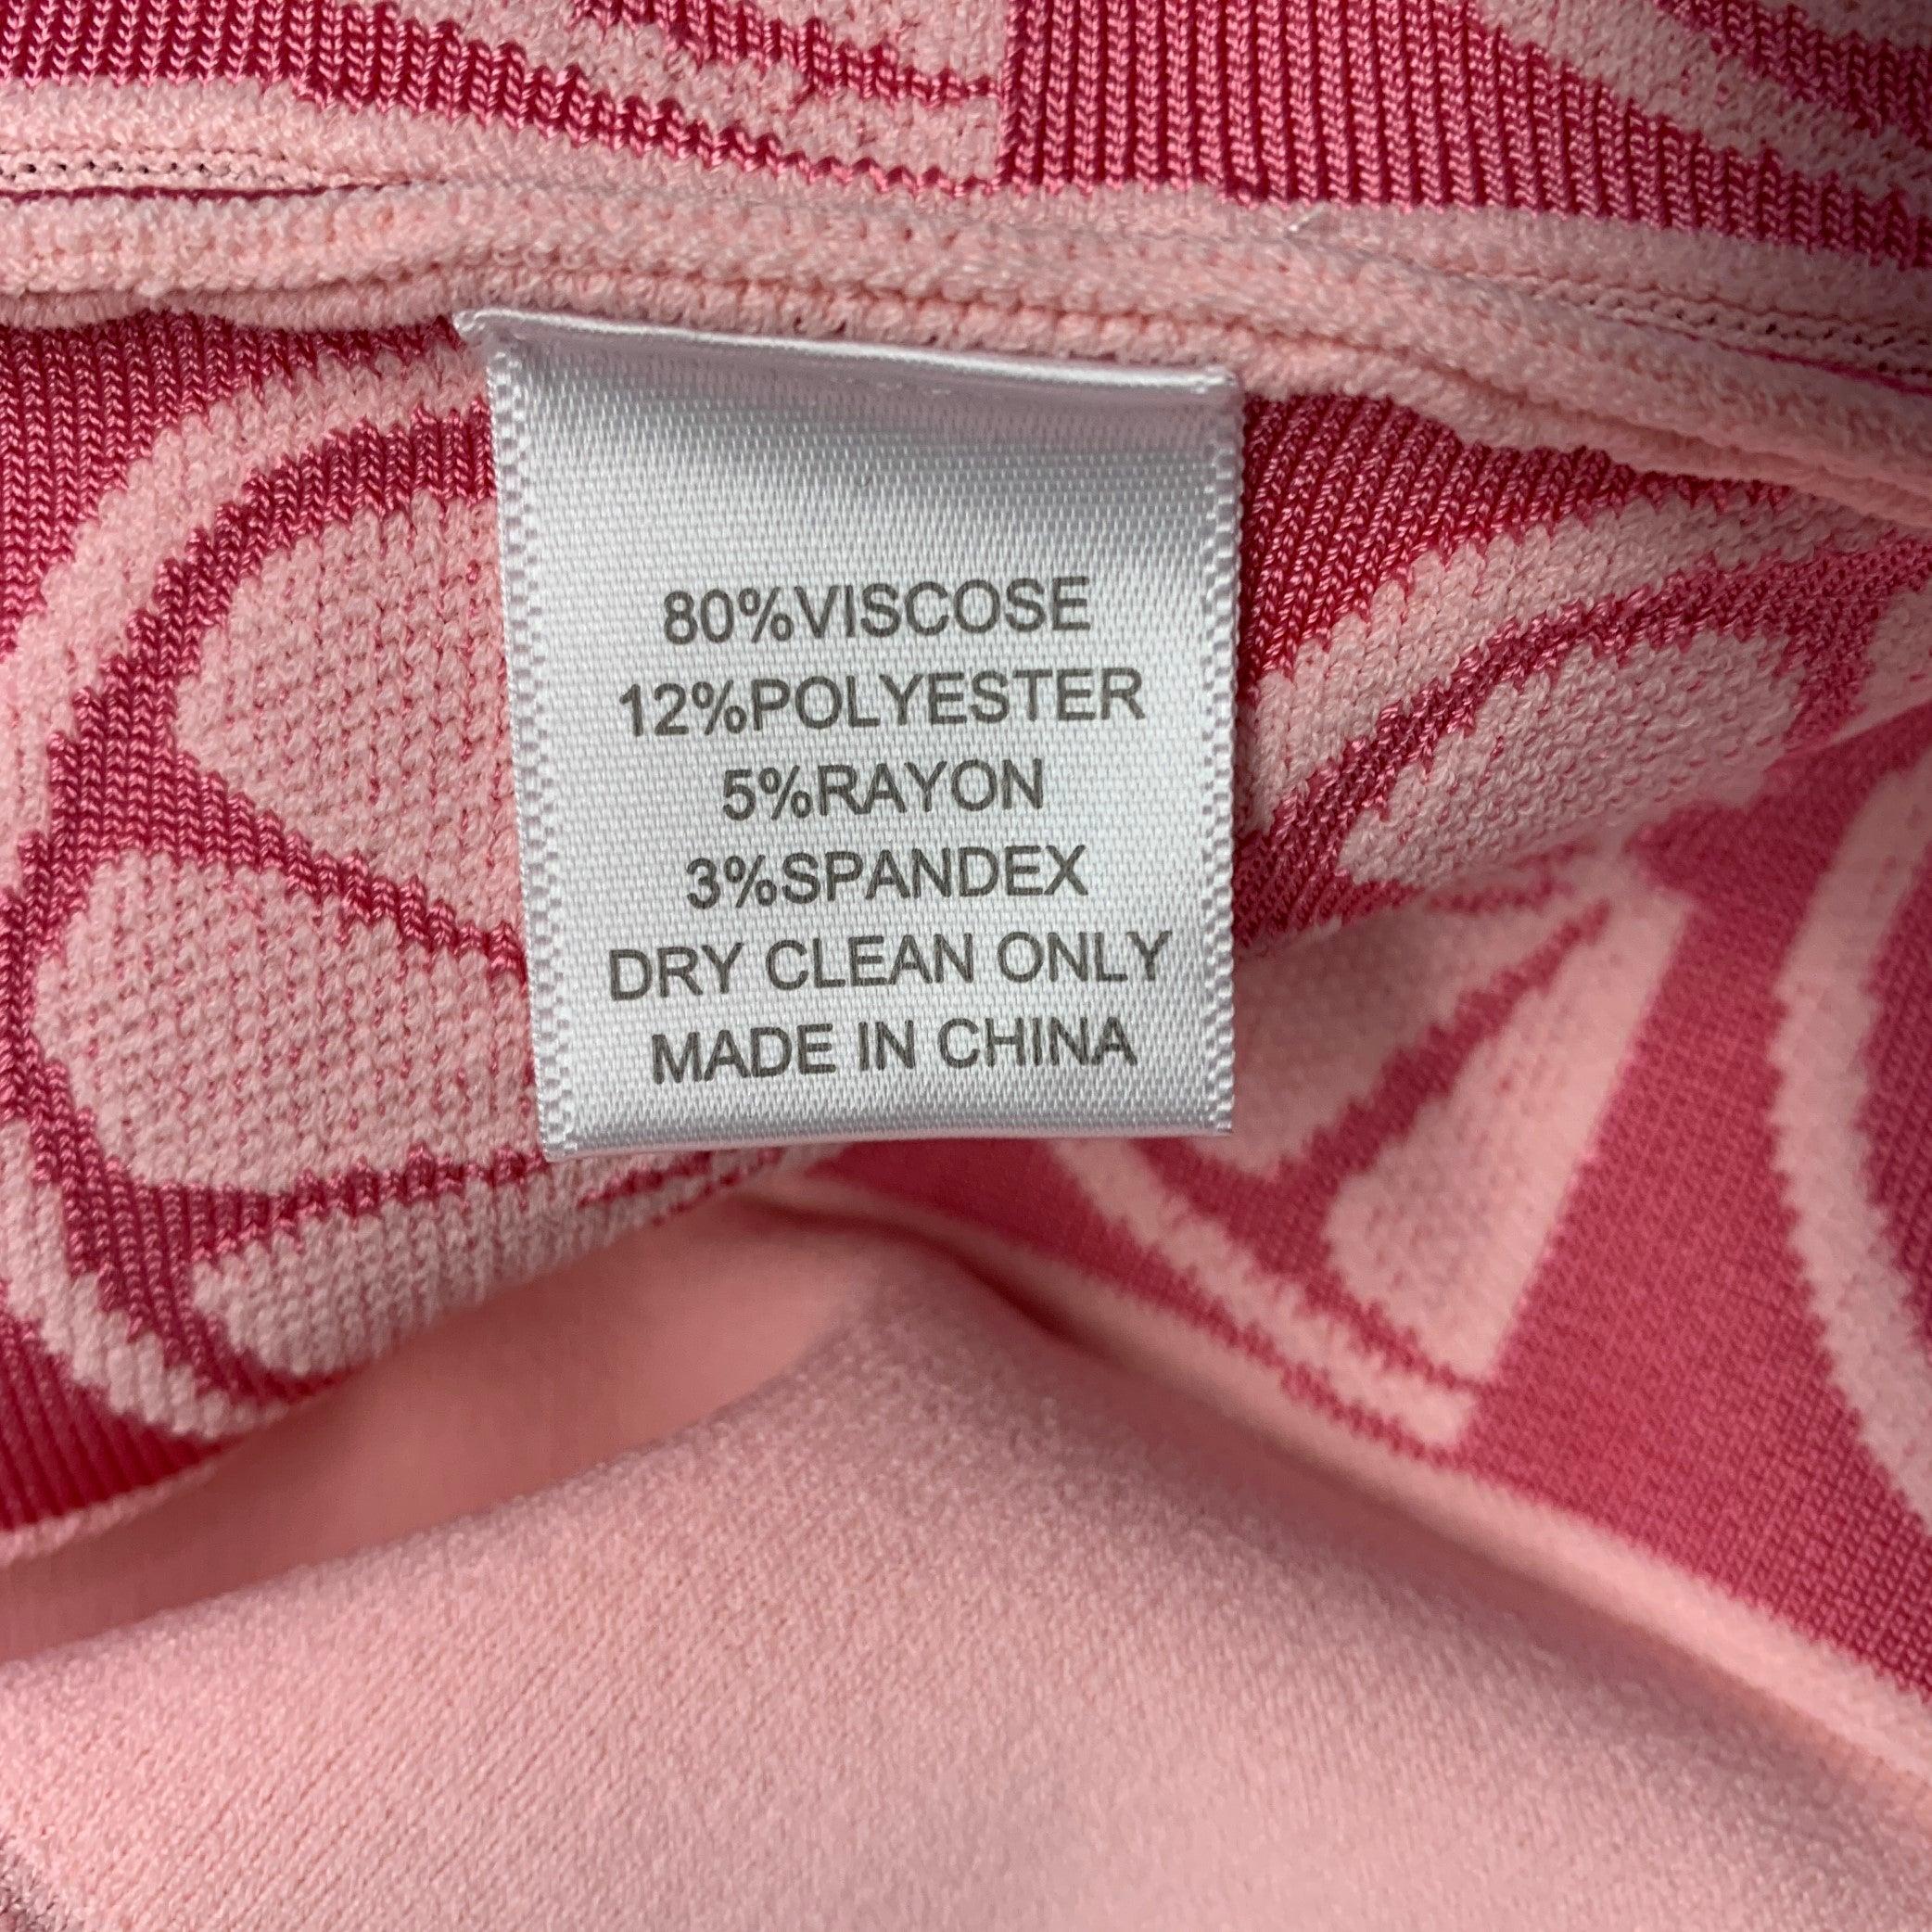 80%VISCOSE
12%POLYESTER
5%RAYON
3%SPANDEX
DRY CLEAN ONLY
MADE IN CHINA